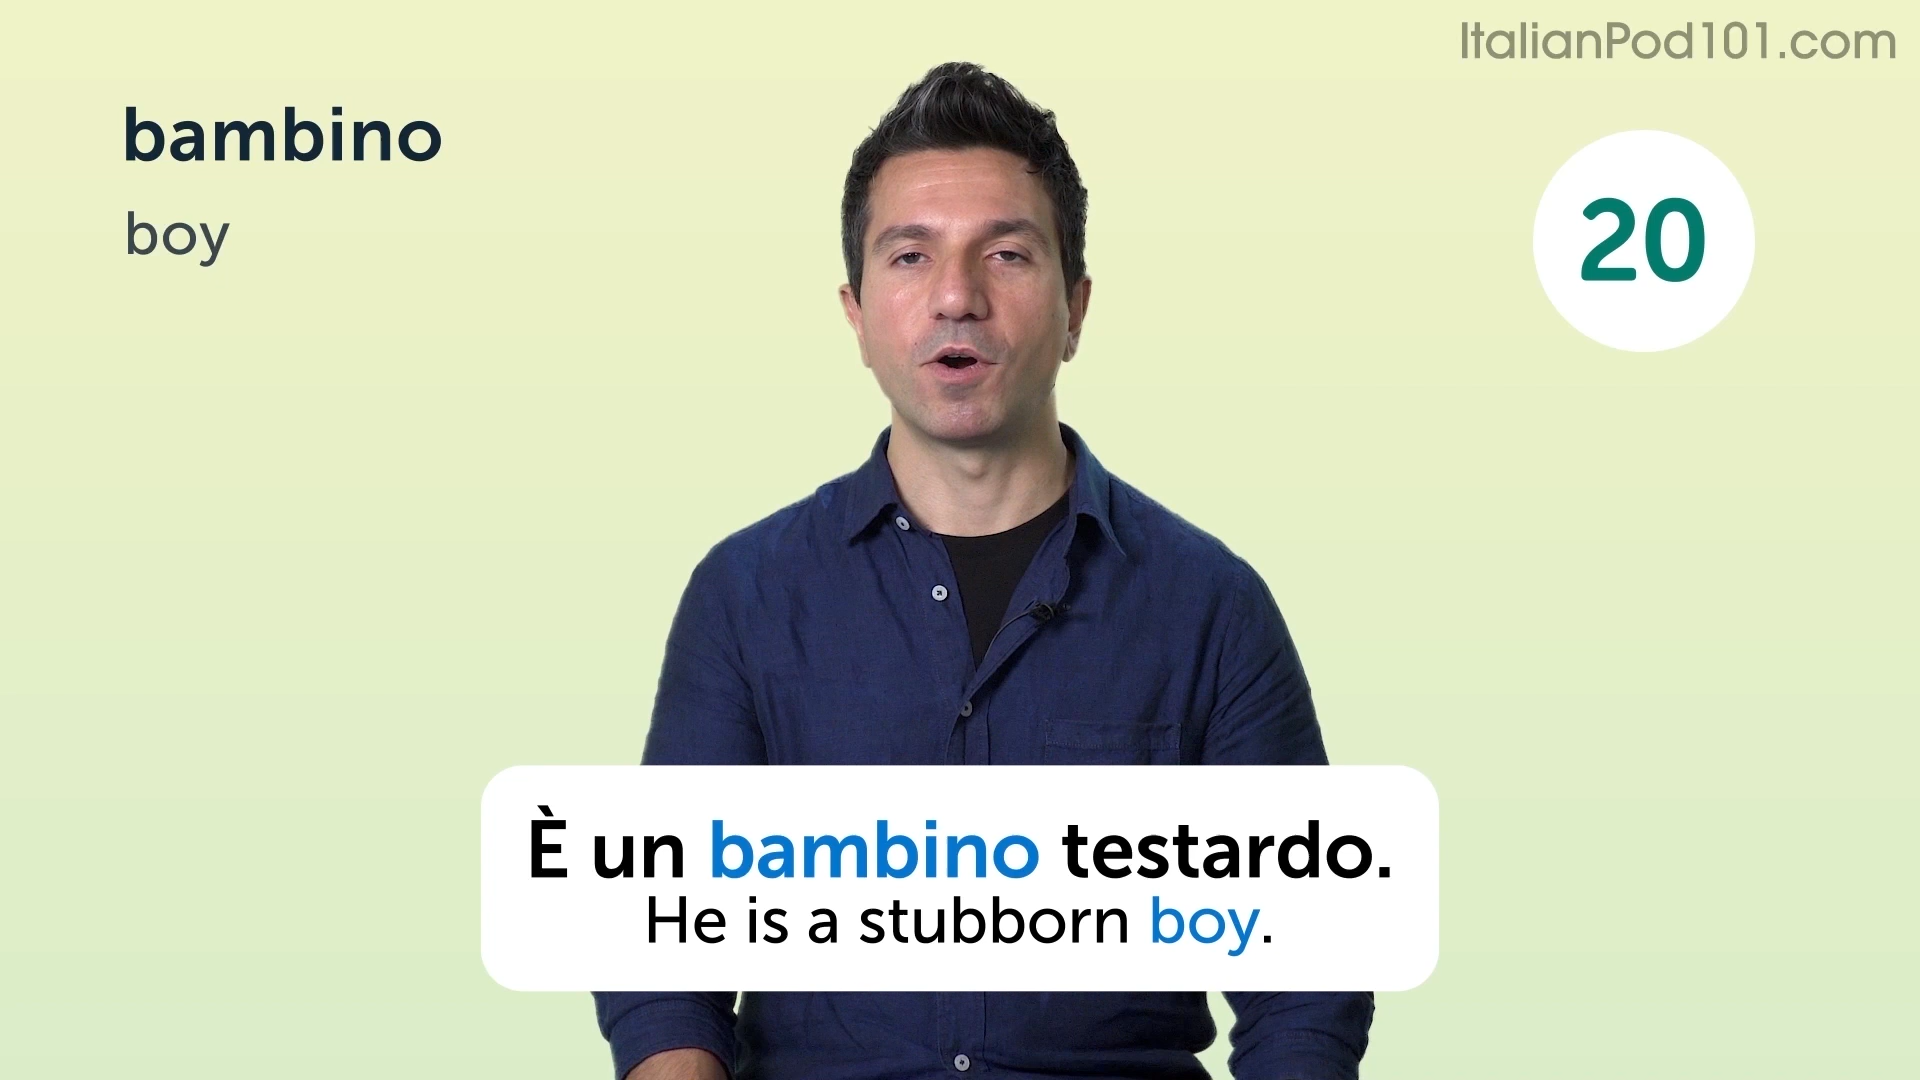 ItalianPod101.com
bambino
boy
20
È un bambino testardo.
He is a stubborn boy.